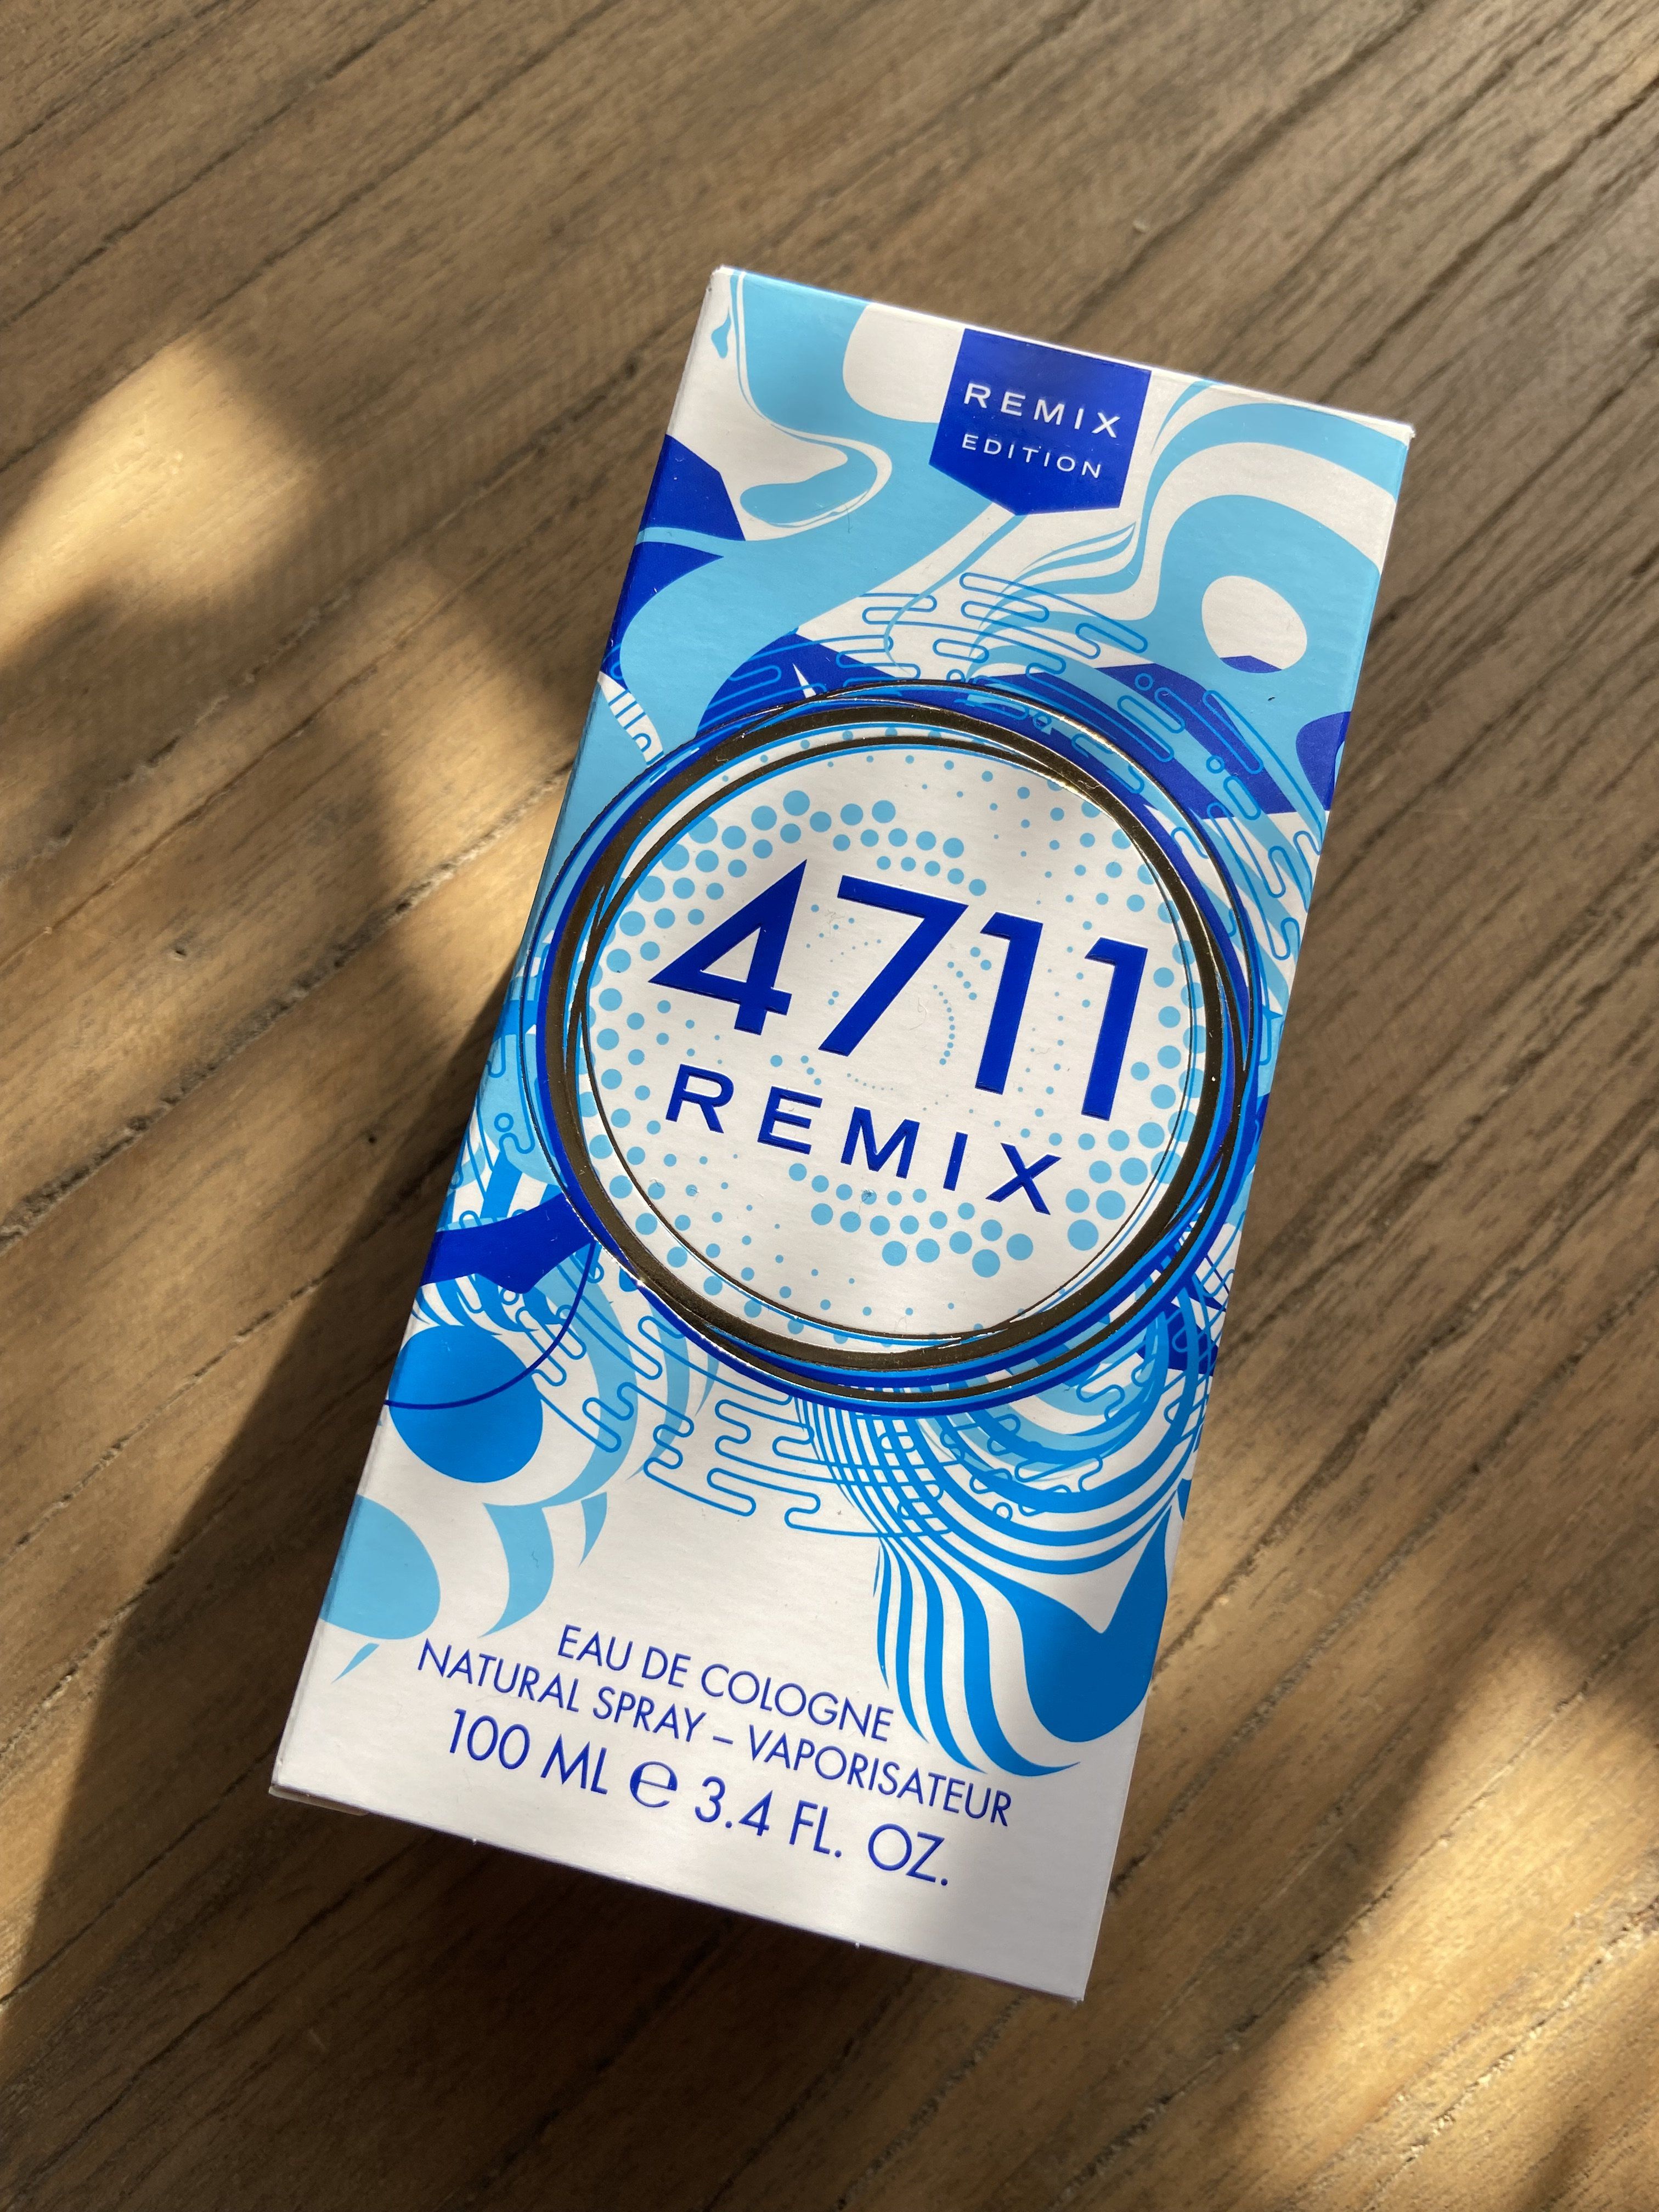 REMIX
EDITION
4711
REMIX
EAU DE COLOGNE
NATURAL SPRAY – VAPORISATEUR
100 ML ℮ 3.4 FL. OZ.